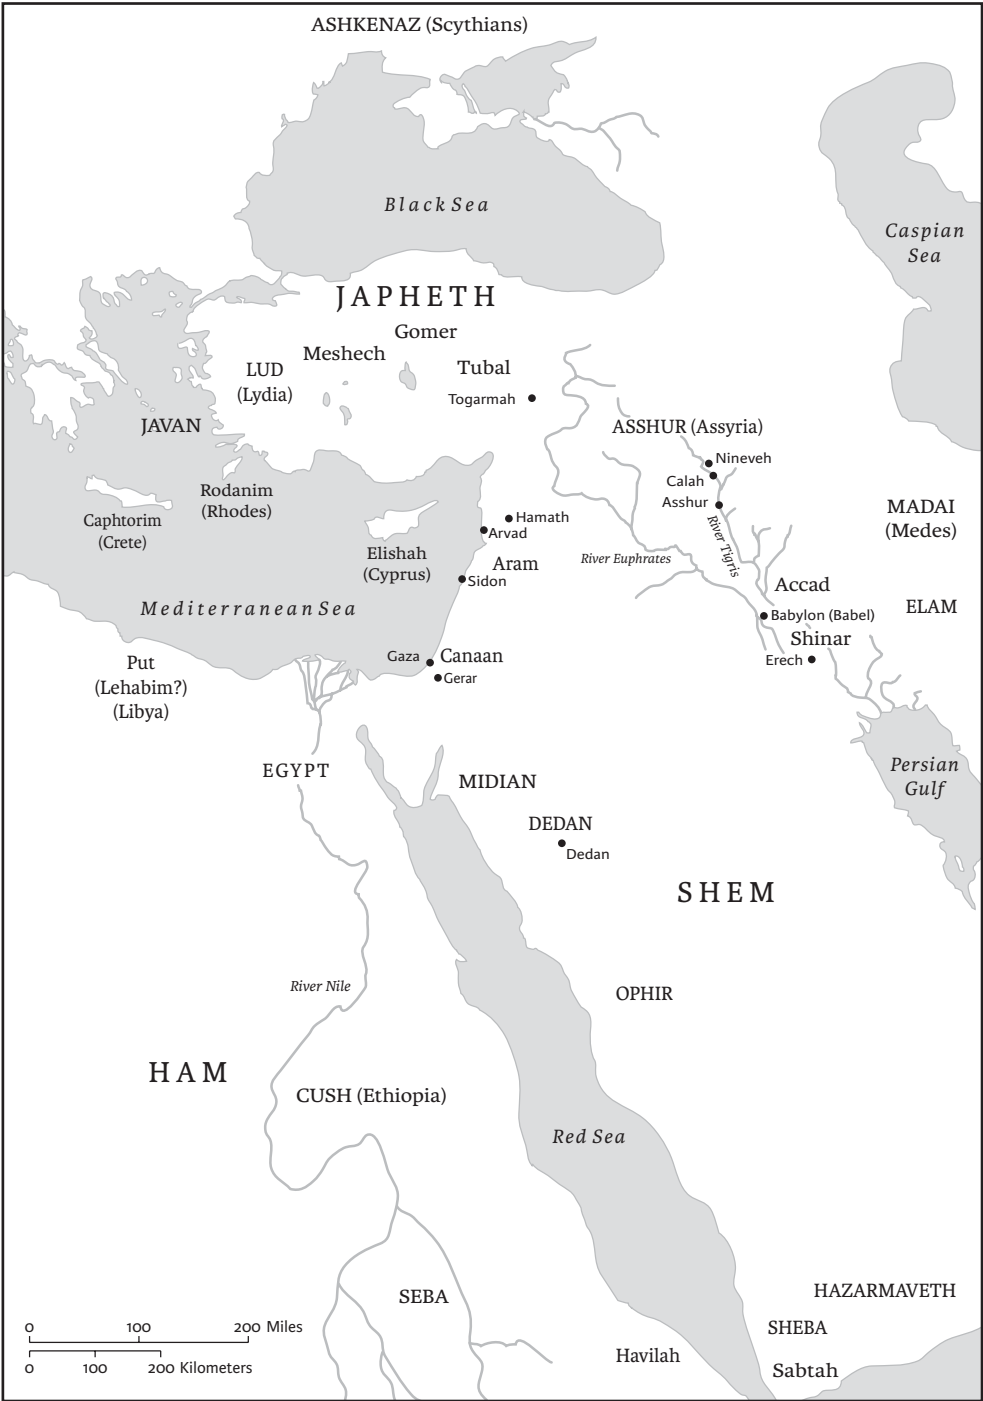 ASHKENAZ (Scythians)
Black Sea
Caspian
Sea
JAPHETH
Gomer
Meshech
LUD
(Lydia)
Tubal
Togarmah
JAVAN
ASSHUR (Assyria)
Nineveh
Calah
Asshur
River Tigris
MADAI
(Medes)
Rodanim
(Rhodes)
Caphtorim
(Crete)
Hamath
Arvad
Elishah
(Cyprus)
Aram
River Euphrates
Sidon
Accad
Mediterranean Sea
Babylon (Babel)
ELAM
Shinar
Erech
Gaza
Canaan
Gerar
Put
(Lehabim?)
(Libya)
EGYPT
MIDIAN
Persian
Gulf
DEDAN
Dedan
SHEM
River Nile
OPHIR
HAM
CUSH (Ethiopia)
Red Sea
SEBA
HAZARMAVETH
SHEBA
Havilah
Sabtah
0 100 200 Miles
0 100 200 Kilometers